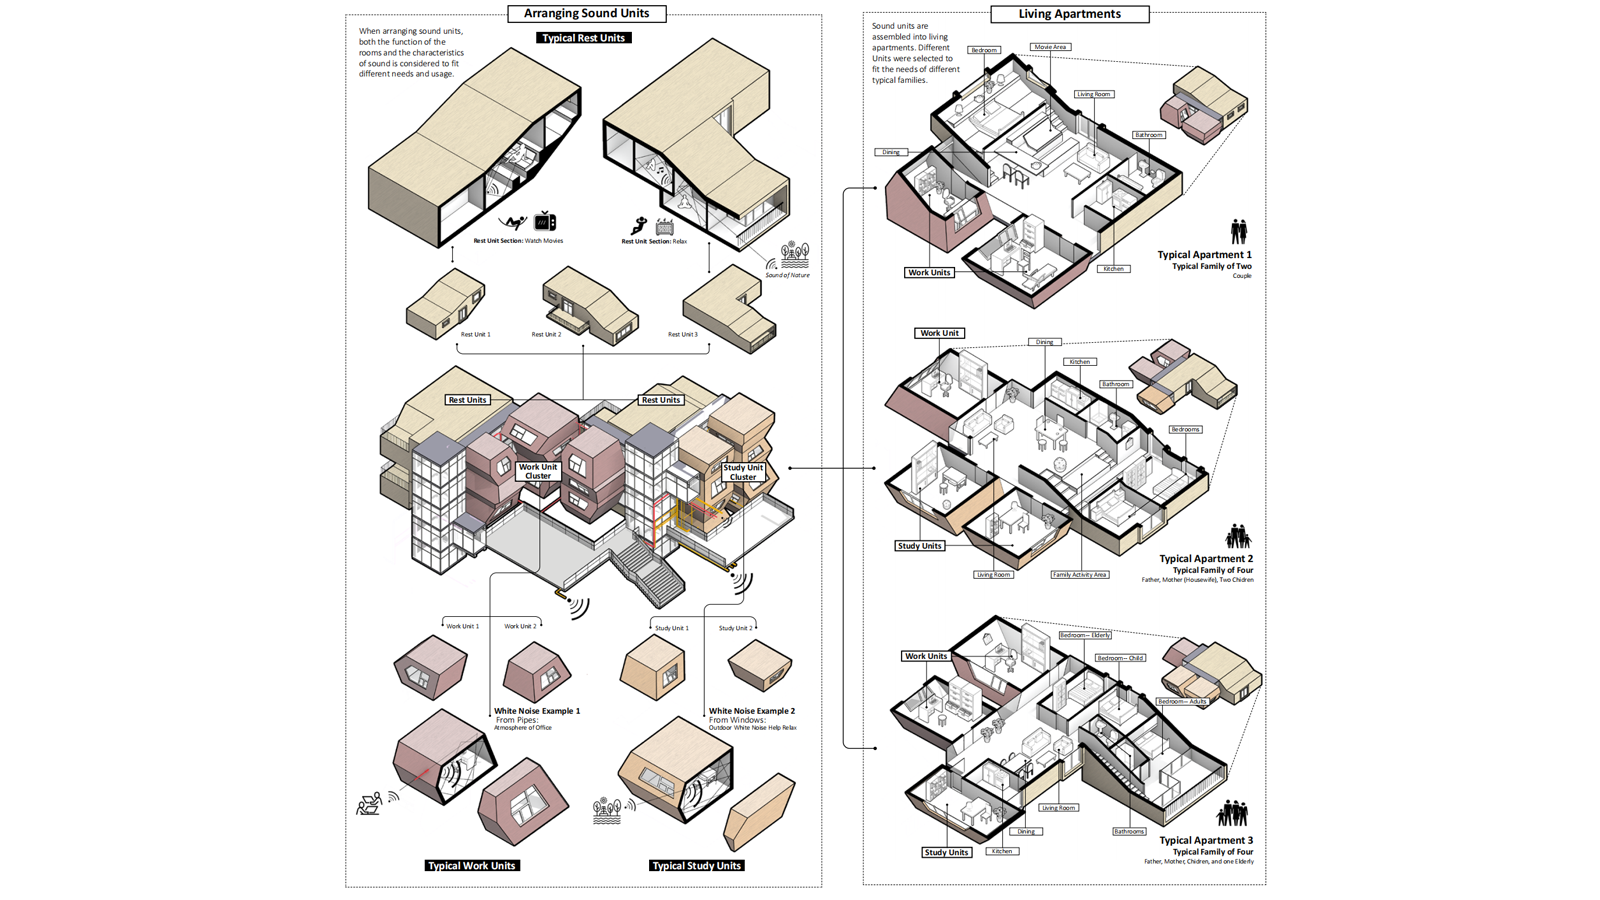 Arranging Sound Units
When arranging sound units,
both the function of the
rooms and the characteristics
of sound is considered to fit
different needs and usage.
Typical Rest Units
Rest Unit Section: Watch Movies
Rest Unit Section: Relax
Sound of Nature
Rest Unit 1
Rest Unit 2
Rest Unit 3
Rest Units
Rest Units
Work Unit
Cluster
Study Unit
Cluster
Work Unit 1
Work Unit 2
Study Unit 1
Study Unit 2
White Noise Example 1
From Pipes:
Atmosphere of Office
White Noise Example 2
From Windows:
Outdoor White Noise Help Relax
Typical Work Units
Typical Study Units
Living Apartments
Sound units are
assembled into living
apartments. Different
Units were selected to
fit the needs of different
typical families.
Bedroom
Movie Area
Living Room
Bathroom
Dining
Work Units
Kitchen
Typical Apartment 1
Typical Family of Two
Couple
Work Unit
Dining
Kitchen
Bathroom
Bedrooms
Study Units
Living Room
Family Activity Area
Typical Apartment 2
Typical Family of Four
Father, Mother (Housewife), Two Chidren
Bedroom-- Elderly
Work Units
Bedroom-- Child
Bedroom-- Adults
Living Room
Dining
Bathrooms
Study Units
Kitchen
Typical Apartment 3
Typical Family of Four
Father, Mother, Chidren, and one Elderly